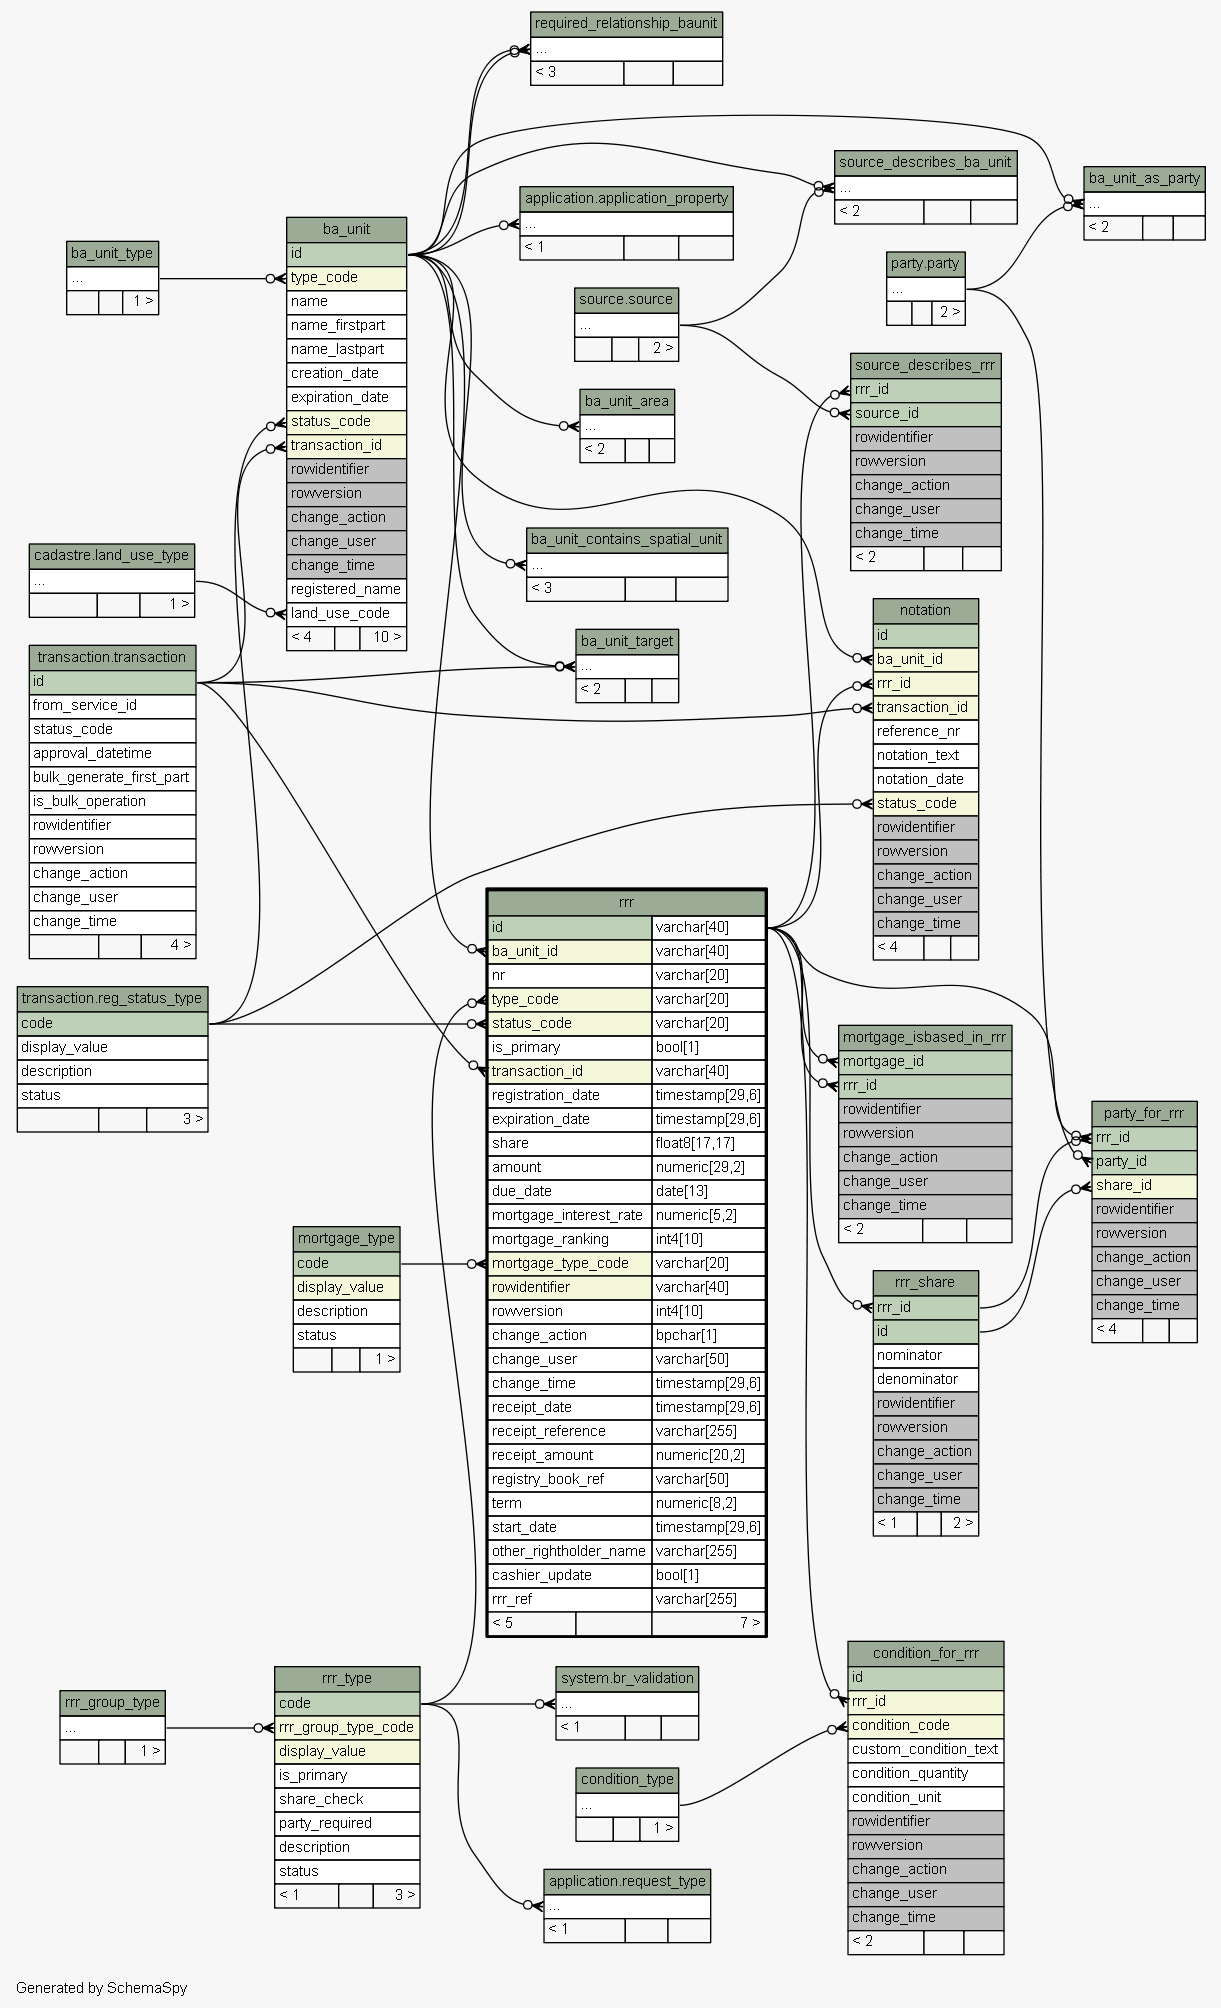 required_relationship_baunit
...
< 3
source_describes_ba_unit
...
< 2
ba_unit_as_party
...
< 2
application.application_property
...
< 1
ba_unit
id
type_code
name
name_firstpart
name_lastpart
creation_date
expiration_date
status_code
transaction_id
rowidentifier
rowversion
change_action
change_user
change_time
registered_name
land_use_code
< 4 10 >
ba_unit_type
...
1 >
party.party
...
2 >
source.source
...
2 >
source_describes_rrr
rrr_id
source_id
rowidentifier
rowversion
change_action
change_user
change_time
< 2
ba_unit_area
...
< 2
ba_unit_contains_spatial_unit
...
< 3
cadastre.land_use_type
...
1 >
notation
id
ba_unit_id
rrr_id
transaction_id
reference_nr
notation_text
notation_date
status_code
rowidentifier
rowversion
change_action
change_user
change_time
< 4
ba_unit_target
...
< 2
transaction.transaction
id
from_service_id
status_code
approval_datetime
bulk_generate_first_part
is_bulk_operation
rowidentifier
rowversion
change_action
change_user
change_time
4 >
rrr
id varchar[40]
ba_unit_id varchar[40]
nr varchar[20]
type_code varchar[20]
status_code varchar[20]
is_primary bool[1]
transaction_id varchar[40]
registration_date timestamp[29,6]
expiration_date timestamp[29,6]
share float8[17,17]
amount numeric[29,2]
due_date date[13]
mortgage_interest_rate numeric[5,2]
mortgage_ranking int4[10]
mortgage_type_code varchar[20]
rowidentifier varchar[40]
rowversion int4[10]
change_action bpchar[1]
change_user varchar[50]
change_time timestamp[29,6]
receipt_date timestamp[29,6]
receipt_reference varchar[255]
receipt_amount numeric[20,2]
registry_book_ref varchar[50]
term numeric[8,2]
start_date timestamp[29,6]
other_rightholder_name varchar[255]
cashier_update bool[1]
rrr_ref varchar[255]
< 5 7 >
transaction.reg_status_type
code
display_value
description
status
3 >
mortgage_isbased_in_rrr
mortgage_id
rrr_id
rowidentifier
rowversion
change_action
change_user
change_time
< 2
party_for_rrr
rrr_id
party_id
share_id
rowidentifier
rowversion
change_action
change_user
change_time
< 4
mortgage_type
code
display_value
description
status
1 >
rrr_share
rrr_id
id
nominator
denominator
rowidentifier
rowversion
change_action
change_user
change_time
< 1 2 >
condition_for_rrr
id
rrr_id
condition_code
custom_condition_text
condition_quantity
condition_unit
rowidentifier
rowversion
change_action
change_user
change_time
< 2
rrr_type
code
rrr_group_type_code
display_value
is_primary
share_check
party_required
description
status
< 1 3 >
system.br_validation
...
< 1
rrr_group_type
...
1 >
condition_type
...
1 >
application.request_type
...
< 1
Generated by SchemaSpy